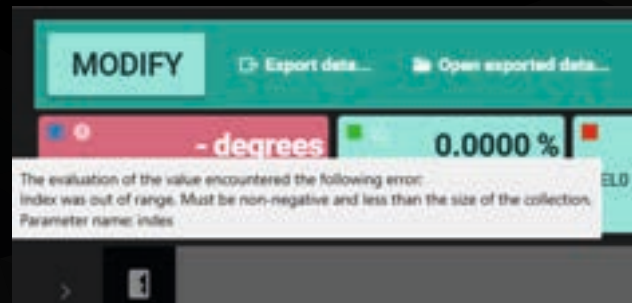 MODIFY
Export data...
Open exported data...
- degrees
0.0000 %
The evaluation of the value encountered the following error:
Index was out of range. Must be non-negative and less than the size of the collection.
Parameter name: index